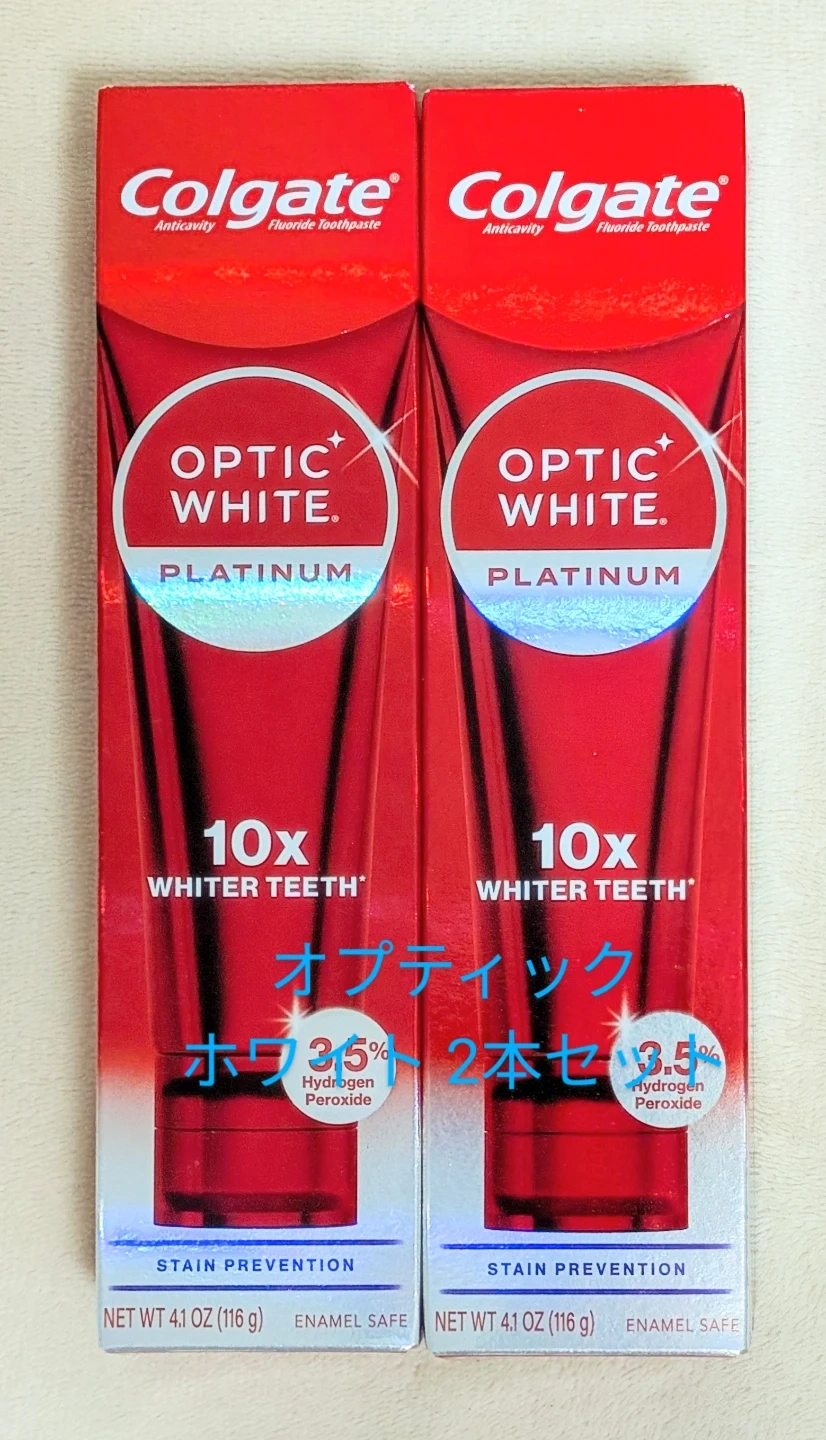 Colgate®
Anticavity Fluoride Toothpaste
OPTIC
WHITE®
PLATINUM
10x
WHITER TEETH*
3.5%
Hydrogen
Peroxide
STAIN PREVENTION
NET WT 4.1 OZ (116 g) ENAMEL SAFE
Colgate®
Anticavity Fluoride Toothpaste
OPTIC
WHITE®
PLATINUM
10x
WHITER TEETH*
3.5%
Hydrogen
Peroxide
STAIN PREVENTION
NET WT 4.1 OZ (116 g) ENAMEL SAFE
オプティック
ホワイト 2本セット